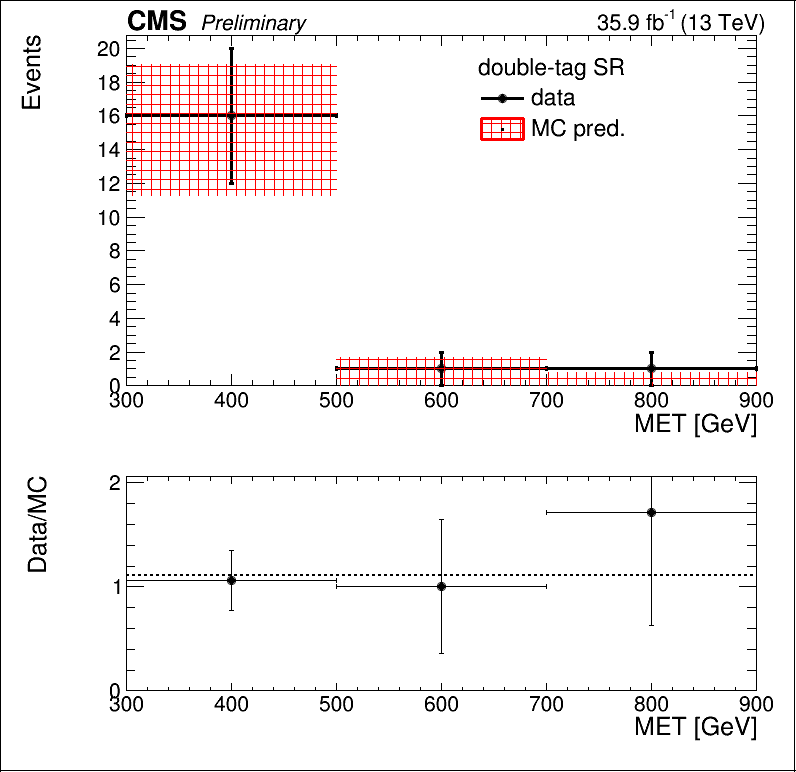 CMS Preliminary 35.9 fb⁻¹ (13 TeV)
Events
20
18
16
14
12
10
8
6
4
2
0
double-tag SR
data
MC pred.
300 400 500 600 700 800 900
MET [GeV]
Data/MC
2
1
0
300 400 500 600 700 800 900
MET [GeV]